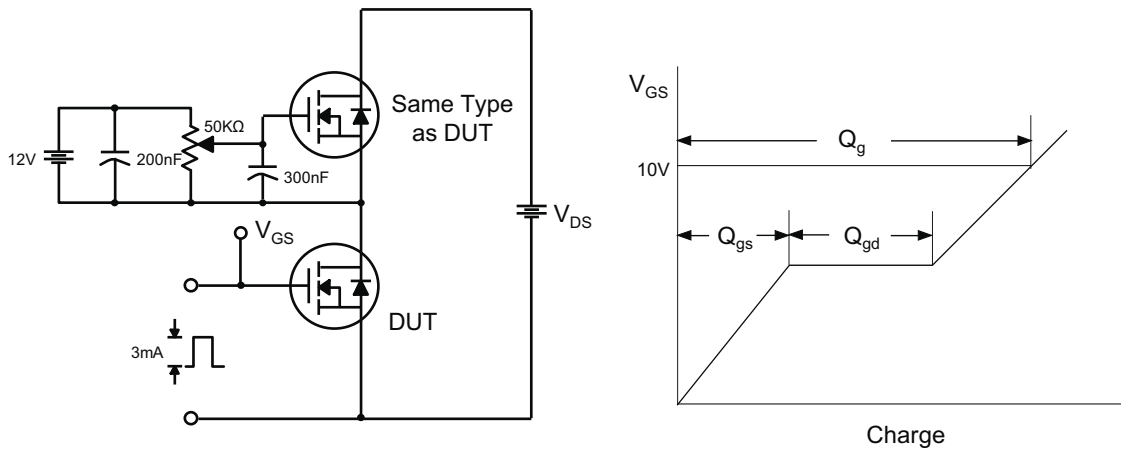 Same Type
as DUT
50KΩ
12V
200nF
300nF
V_GS
V_DS
DUT
3mA
V_GS
Q_g
10V
Q_gs
Q_gd
Charge